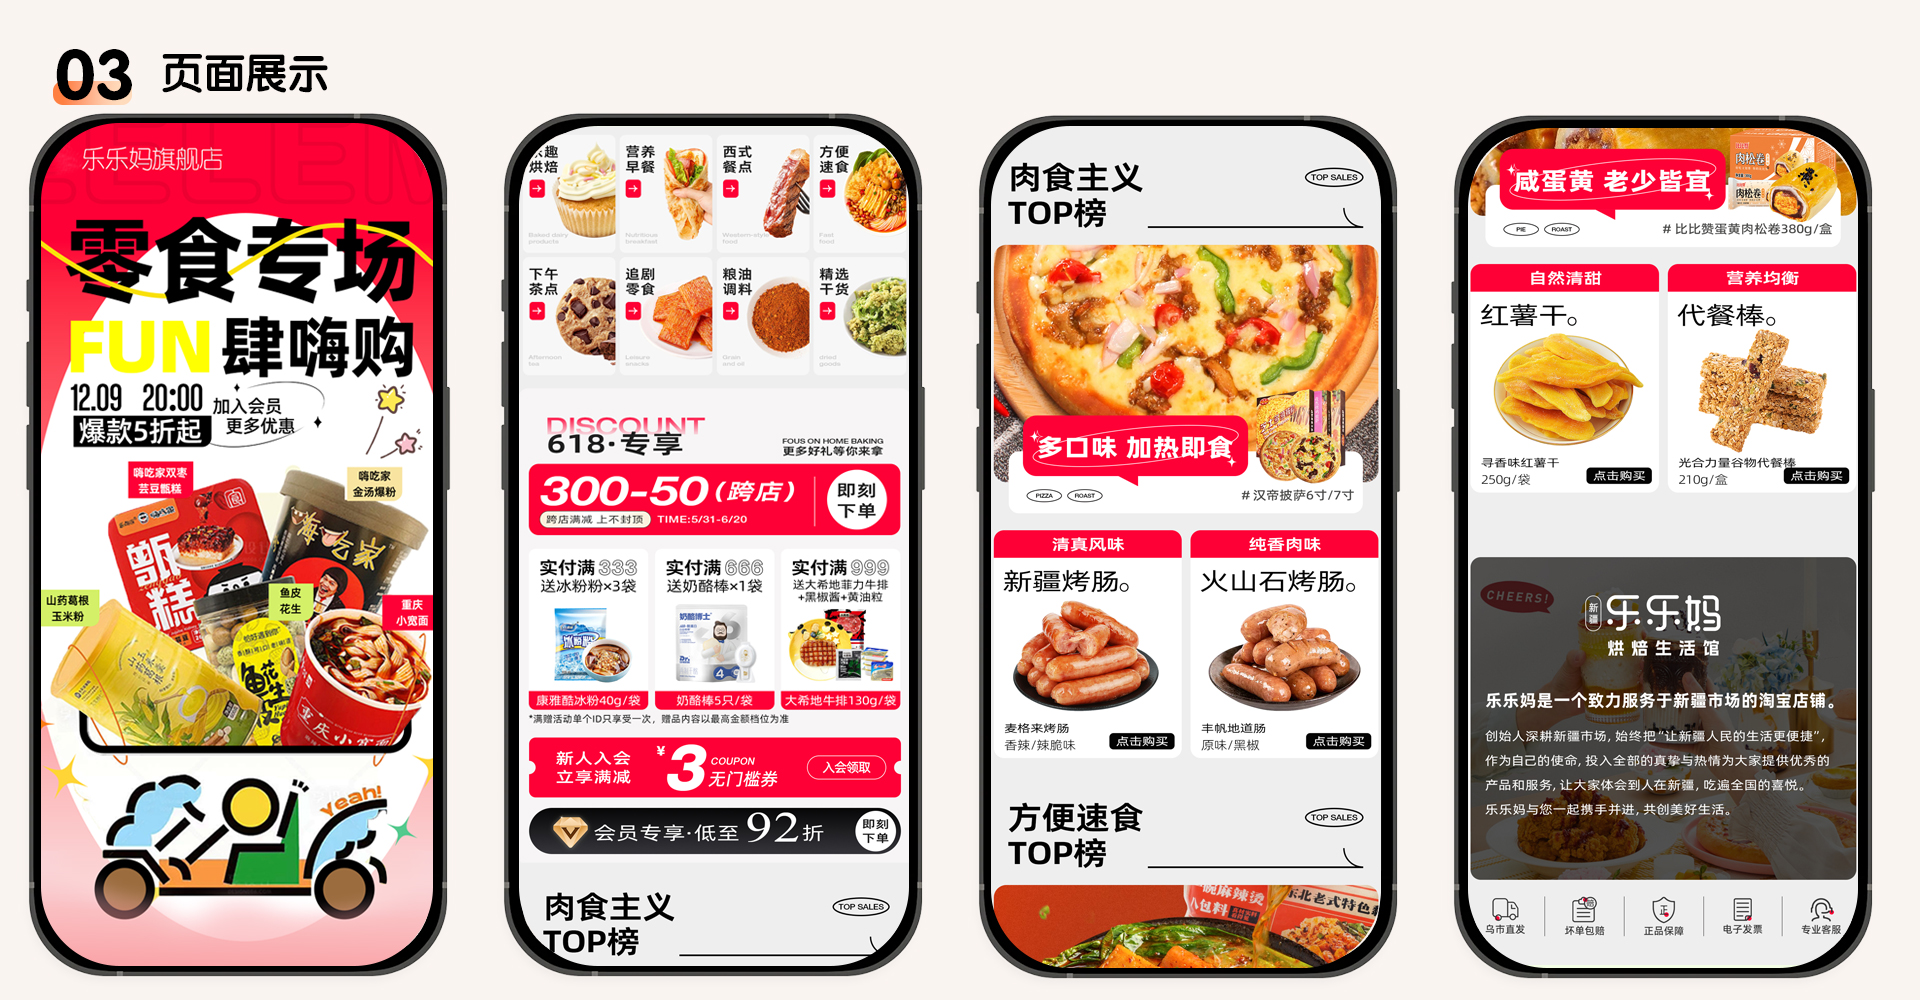 03 页面展示
乐乐妈旗舰店
零食专场
FUN 肆嗨购
12.09 20:00
爆款5折起
加入会员
更多优惠
嗨吃家双枣
芸豆甑糕
嗨吃家
金汤爆粉
甑糕
嗨吃家
山药葛根
玉米粉
鱼皮
花生
重庆
小宽面
重庆小宽面
Yeah!
趣
烘焙
Baked dairy
products
营养
早餐
Nutritious
breakfast
西式
餐点
Western-style
food
方便
速食
Fast
food
下午
茶点
Afternoon
tea
追剧
零食
Leisure
snacks
粮油
调料
Grain
and oil
精选
干货
dried
goods
DISCOUNT
618·专享
FOUS ON HOME BAKING
更多好礼等你来拿
300-50(跨店)
跨店满减 上不封顶
TIME:5/31-6/20
即刻
下单
实付满333
送冰粉粉×3袋
康雅酷冰粉40g/袋
实付满666
送奶酪棒×1袋
奶酪博士
奶酪棒5只/袋
实付满999
送大希地菲力牛排
+黑椒酱+黄油粒
大希地牛排130g/袋
*满赠活动单个ID只享受一次，赠品内容以最高金额档位为准
新人入会
立享满减
¥3
COUPON
无门槛券
入会领取
会员专享·低至92折
即刻
下单
肉食主义
TOP榜
TOP SALES
肉食主义
TOP榜
TOP SALES
多口味 加热即食
PIZZA
ROAST
# 汉帝披萨6寸/7寸
清真风味
新疆烤肠。
麦格来烤肠
香辣/辣脆味
点击购买
纯香肉味
火山石烤肠。
丰帆地道肠
原味/黑椒
点击购买
方便速食
TOP榜
TOP SALES
碗麻辣烫
八包料
东北老式特色
肉松卷
肉松卷
咸蛋黄 老少皆宜
PIE
ROAST
# 比比赞蛋黄肉松卷380g/盒
自然清甜
红薯干。
寻香味红薯干
250g/袋
点击购买
营养均衡
代餐棒。
光合力量谷物代餐棒
210g/盒
点击购买
CHEERS!
新疆
乐乐妈
烘焙生活馆
乐乐妈是一个致力服务于新疆市场的淘宝店铺。
创始人深耕新疆市场, 始终把“让新疆人民的生活更便捷”,
作为自己的使命, 投入全部的真挚与热情为大家提供优秀的
产品和服务, 让大家体会到人在新疆, 吃遍全国的喜悦。
乐乐妈与您一起携手并进, 共创美好生活。
乌市直发
坏单包赔
正品保障
电子发票
专业客服